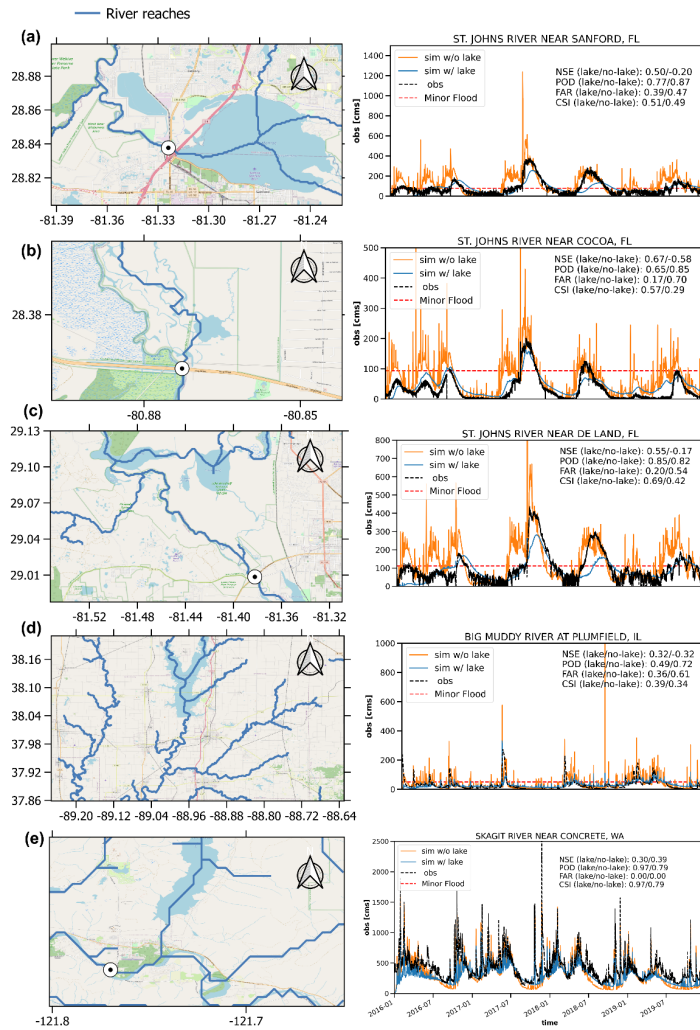 River reaches
(a)
28.88
28.86
28.84
28.82
-81.39
-81.36
-81.33
-81.30
-81.27
-81.24
ST. JOHNS RIVER NEAR SANFORD, FL
obs [cms]
1400
1200
1000
800
600
400
200
0
sim w/o lake
sim w/ lake
obs
Minor Flood
NSE (lake/no-lake): 0.50/-0.20
POD (lake/no-lake): 0.77/0.87
FAR (lake/no-lake): 0.39/0.47
CSI (lake/no-lake): 0.51/0.49
(b)
28.38
-80.88
-80.85
ST. JOHNS RIVER NEAR COCOA, FL
obs [cms]
500
400
300
200
100
0
sim w/o lake
sim w/ lake
obs
Minor Flood
NSE (lake/no-lake): 0.67/-0.58
POD (lake/no-lake): 0.65/0.85
FAR (lake/no-lake): 0.17/0.70
CSI (lake/no-lake): 0.57/0.29
(c)
29.13
29.10
29.07
29.04
29.01
-81.52
-81.48
-81.44
-81.40
-81.36
-81.32
ST. JOHNS RIVER NEAR DE LAND, FL
obs [cms]
800
700
600
500
400
300
200
100
0
sim w/o lake
sim w/ lake
obs
Minor Flood
NSE (lake/no-lake): 0.55/-0.17
POD (lake/no-lake): 0.85/0.82
FAR (lake/no-lake): 0.20/0.54
CSI (lake/no-lake): 0.69/0.42
(d)
38.16
38.10
38.04
37.98
37.92
37.86
-89.20
-89.12
-89.04
-88.96
-88.88
-88.80
-88.72
-88.64
BIG MUDDY RIVER AT PLUMFIELD, IL
obs [cms]
800
600
400
200
0
sim w/o lake
sim w/ lake
obs
Minor Flood
NSE (lake/no-lake): 0.32/-0.32
POD (lake/no-lake): 0.49/0.72
FAR (lake/no-lake): 0.36/0.61
CSI (lake/no-lake): 0.39/0.34
(e)
-121.8
-121.7
SKAGIT RIVER NEAR CONCRETE, WA
obs [cms]
2500
2000
1500
1000
500
0
sim w/o lake
sim w/ lake
obs
Minor Flood
NSE (lake/no-lake): 0.30/0.39
POD (lake/no-lake): 0.97/0.79
FAR (lake/no-lake): 0.00/0.00
CSI (lake/no-lake): 0.97/0.79
2016-01
2016-07
2017-01
2017-07
2018-01
2018-07
2019-01
2019-07
time